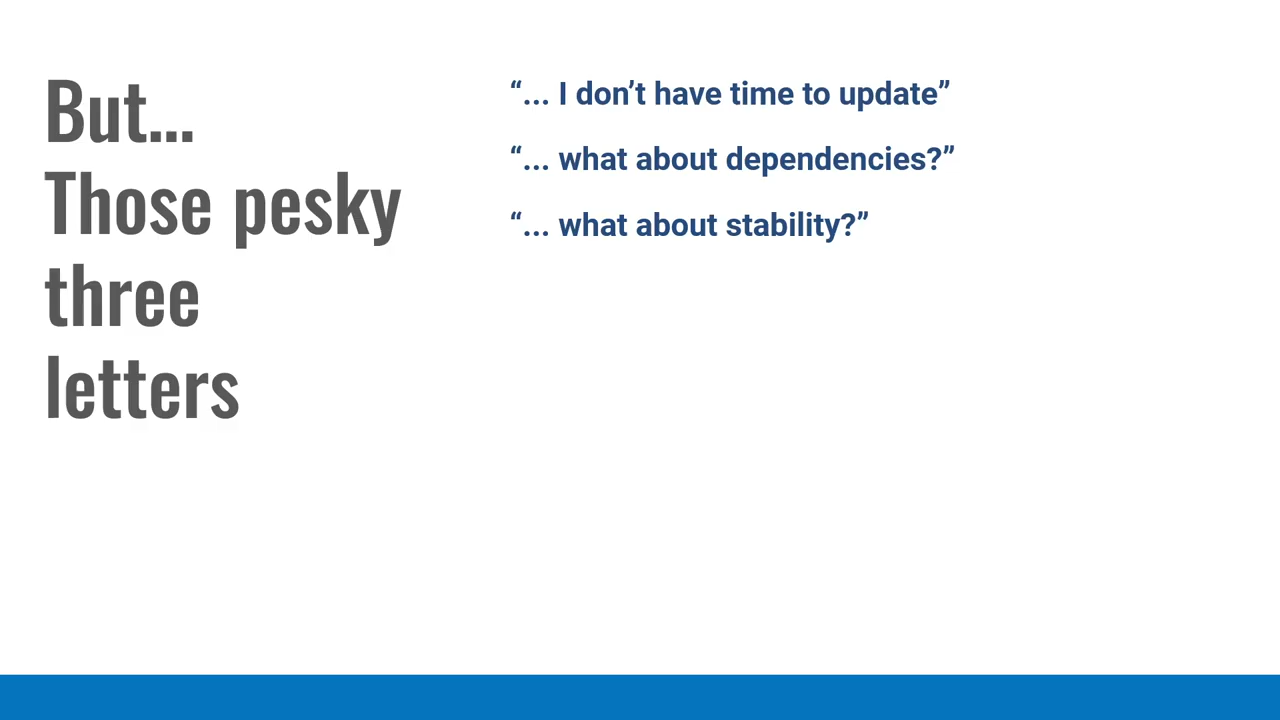 But...
Those pesky
three
letters
“... I don’t have time to update”
“... what about dependencies?”
“... what about stability?”